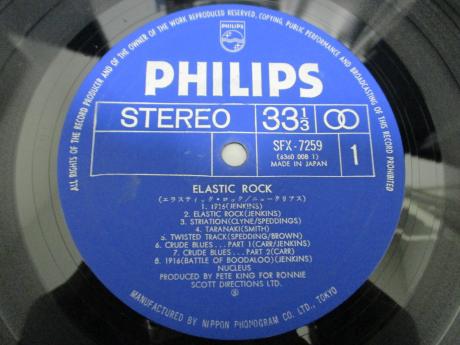 ALL RIGHTS OF THE RECORD PRODUCER AND OF THE OWNER OF THE WORK REPRODUCED RESERVED. COPYING, PUBLIC PERFORMANCE AND BROADCASTING OF THIS RECORD PROHIBITED
PHILIPS
PHILIPS
STEREO 33 1/3
SFX-7259
(6360 008 1)
MADE IN JAPAN
1
ELASTIC ROCK
(エラスティック・ロック/ニュークリアス)
1. 1916(JENKINS)
2. ELASTIC ROCK(JENKINS)
3. STRIATION(CLYNE/SPEDDINGS)
4. TARANAKI(SMITH)
5. TWISTED TRACK(SPEDDING/BROWN)
6. CRUDE BLUES...PART 1(CARR/JENKINS)
7. CRUDE BLUES...PART 2(CARR)
8. 1916(BATTLE OF BOODALOO)(JENKINS)
NUCLEUS
PRODUCED BY PETE KING FOR RONNIE
SCOTT DIRECTIONS LTD.
MANUFACTURED BY NIPPON PHONOGRAM CO. LTD., TOKYO